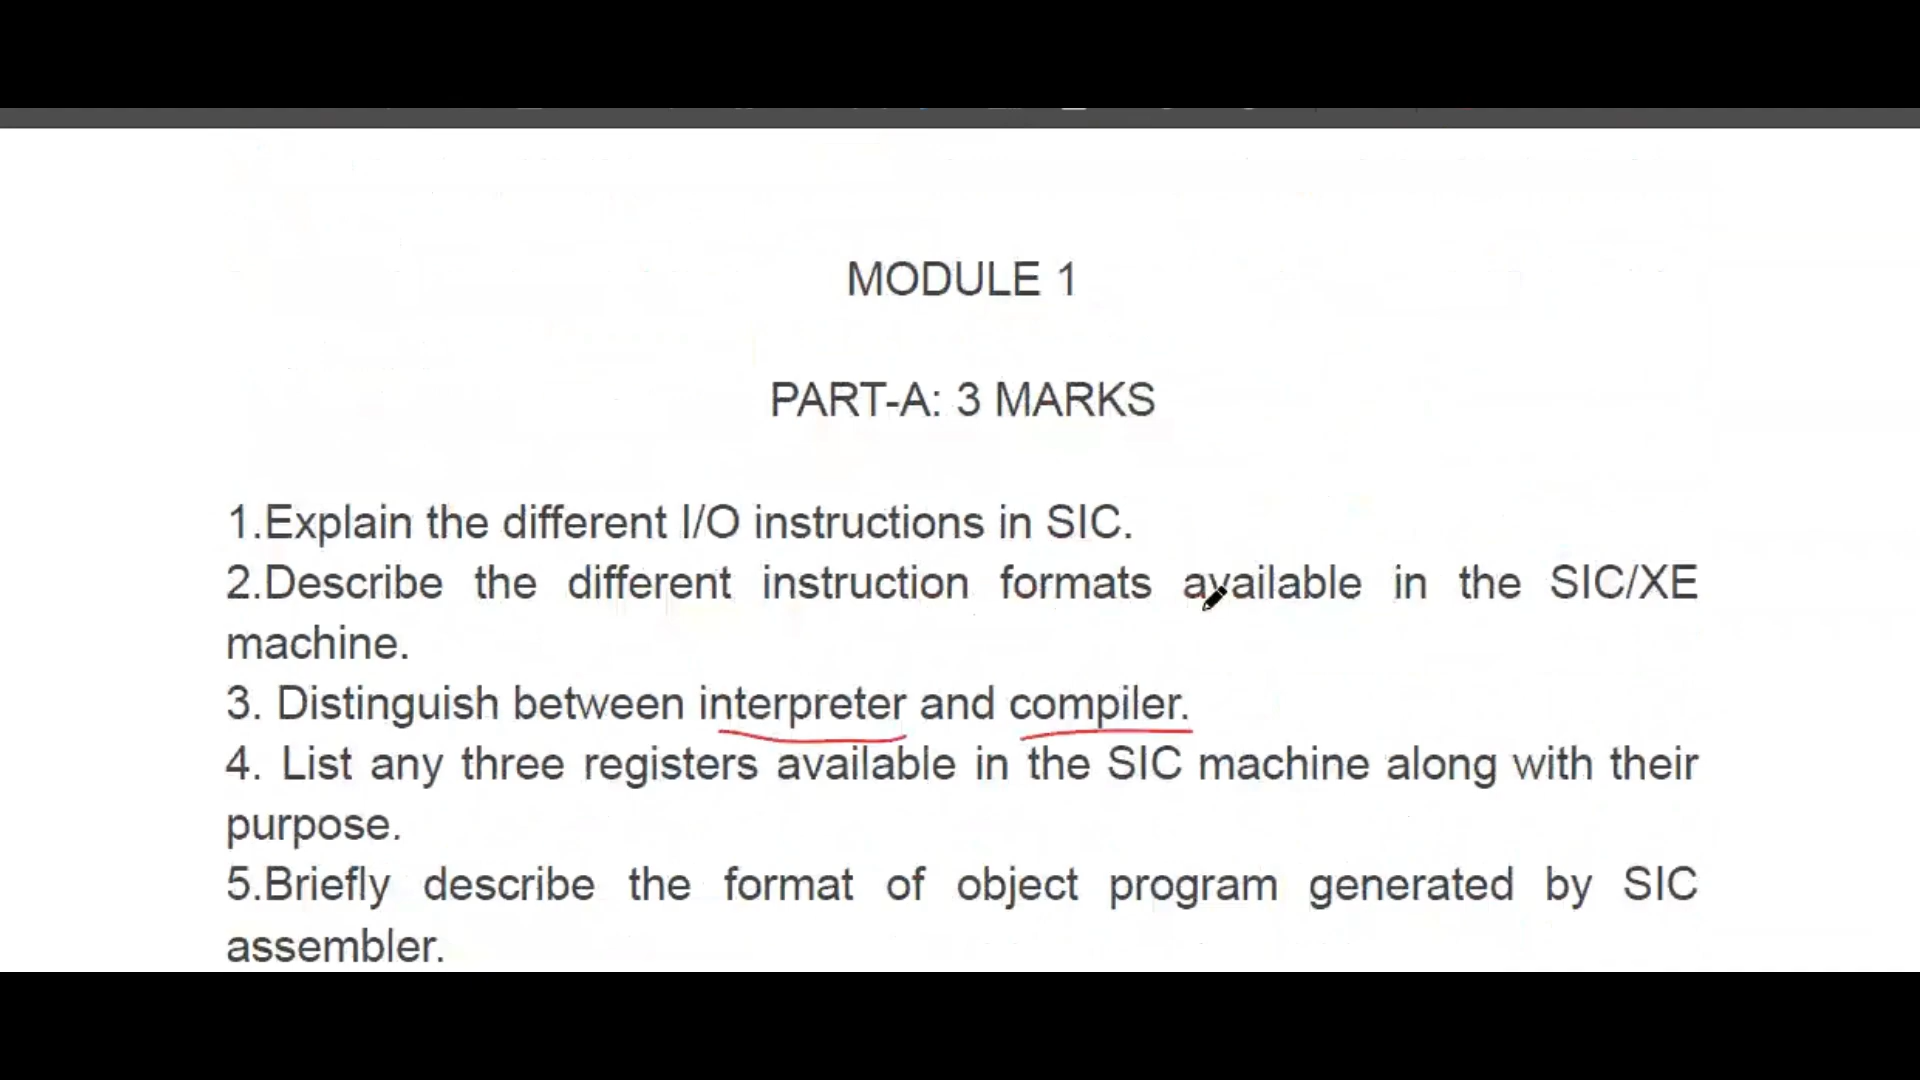 MODULE 1
PART-A: 3 MARKS
1.Explain the different I/O instructions in SIC.
2.Describe the different instruction formats available in the SIC/XE
machine.
3. Distinguish between interpreter and compiler.
4. List any three registers available in the SIC machine along with their
purpose.
5.Briefly describe the format of object program generated by SIC
assembler.